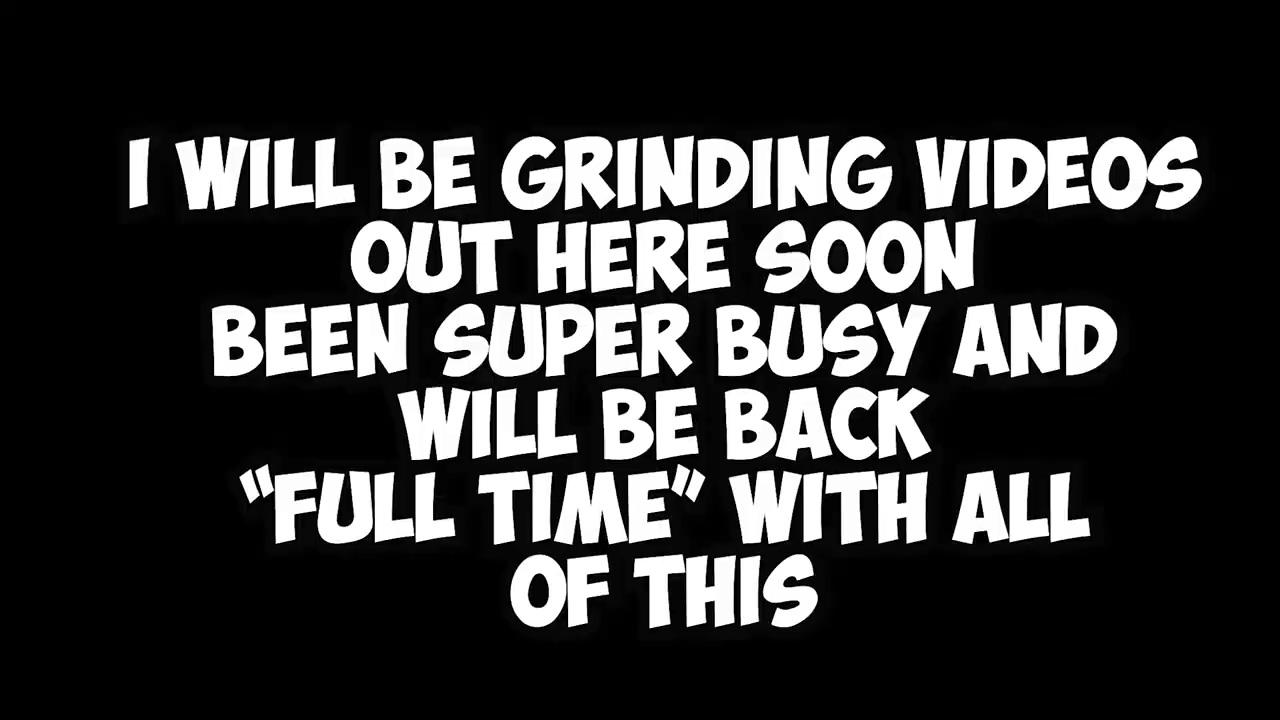 I WILL BE GRINDING VIDEOS
OUT HERE SOON
BEEN SUPER BUSY AND
WILL BE BACK
"FULL TIME" WITH ALL
OF THIS